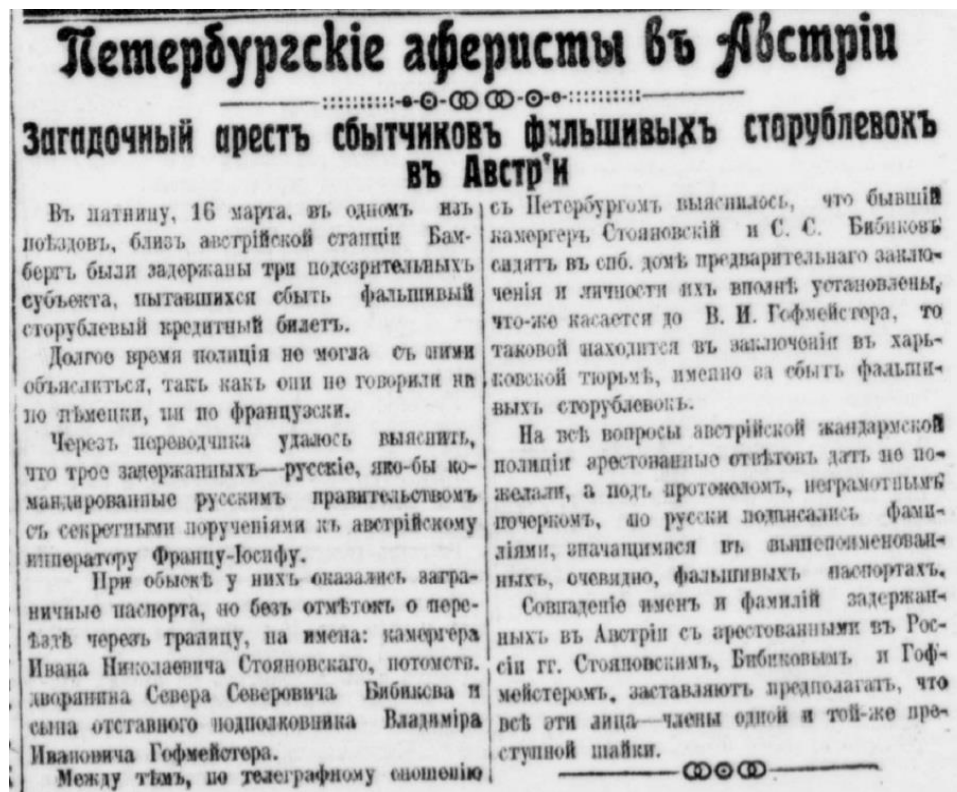 Петербургскіе аферисты въ Австріи
Загадочный арестъ сбытчиковъ фальшивыхъ сторублевокъ
въ Австріи
Въ пятницу, 16 марта, въ одномъ изъ
поѣздовъ, близъ австрійской станціи Бам-
бергъ были задержаны три подозрительныхъ
субъекта, пытавшихся сбыть фальшивый
сторублевый кредитный билетъ.
Долгое время полиція не могла съ ними
объясниться, такъ какъ они не говорили ни
по нѣмецки, ни по французски.
Черезъ переводчика удалось выяснить,
что трое задержанныхъ—русскіе, яко-бы ко-
мандированные русскимъ правительствомъ
съ секретными порученіями къ австрійскому
императору Францу-Іосифу.
При обыскѣ у нихъ оказались загра-
ничные паспорта, но безъ отмѣтокъ о пере-
ѣздѣ черезъ границу, на имена: камергера
Ивана Николаевича Стояновскаго, потомств.
дворянина Севера Северовича Бибикова и
сына отставного подполковника Владиміра
Ивановича Гофмейстера.
Между тѣмъ, по телеграфному сношенію
съ Петербургомъ выяснилось, что бывшій
камергеръ Стояновскій и С. С. Бибиковъ
сидятъ въ спб. домѣ предварительнаго заклю-
ченія и личности ихъ вполнѣ установлены,
что-же касается до В. И. Гофмейстора, то
таковой находится въ заключеніи въ харь-
ковской тюрьмѣ, именно за сбытъ фальши-
выхъ сторублевокъ.
На всѣ вопросы австрійской жандармской
полиціи арестованные отвѣтовъ дать не по-
желали, а подъ протоколомъ, неграмотнымъ
почеркомъ, по русски подписались фами-
ліями, значащимися въ вышепоименован-
ныхъ, очевидно, фальшивыхъ паспортахъ.
Совпаденіе именъ и фамилій задержан-
ныхъ въ Австріи съ арестованными въ Рос-
сіи гг. Стояновскимъ, Бибиковымъ и Гоф-
мейстеромъ, заставляютъ предполагать, что
всѣ эти лица—члены одной и той-же пре-
ступной шайки.